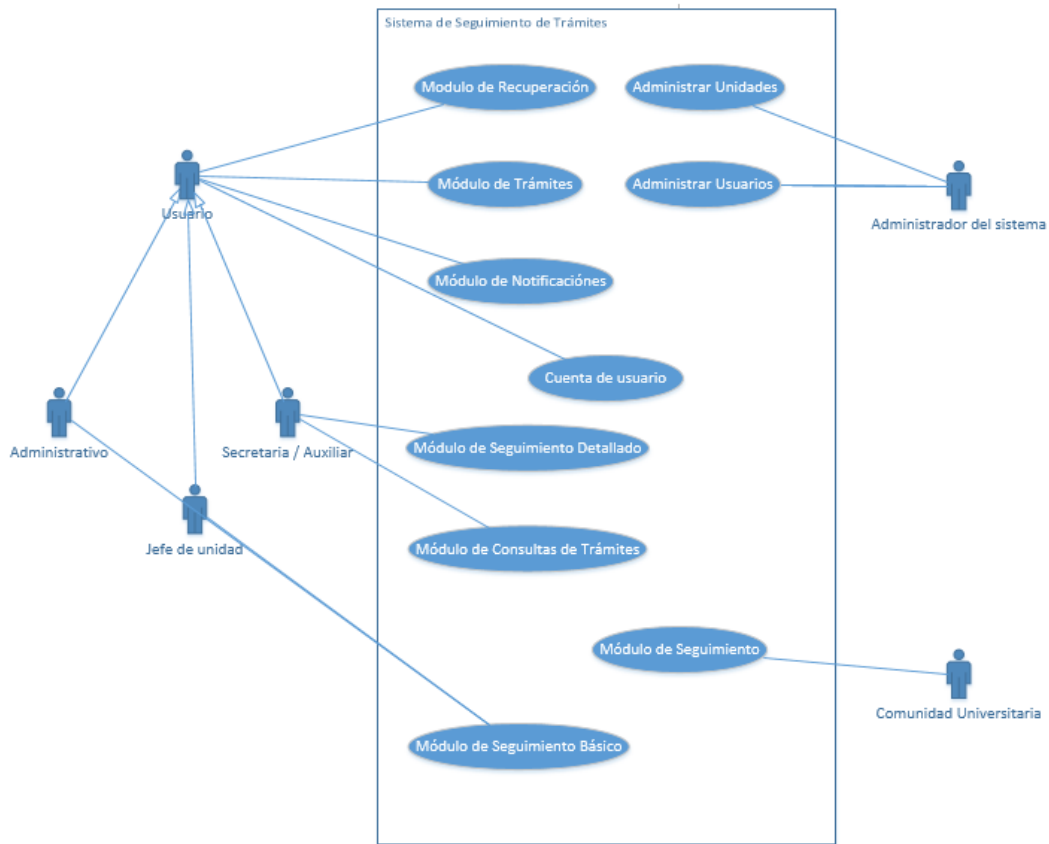 Sistema de Seguimiento de Trámites
Modulo de Recuperación
Administrar Unidades
Módulo de Trámites
Administrar Usuarios
Usuario
Administrador del sistema
Módulo de Notificaciónes
Cuenta de usuario
Administrativo
Secretaria / Auxiliar
Módulo de Seguimiento Detallado
Jefe de unidad
Módulo de Consultas de Trámites
Módulo de Seguimiento
Comunidad Universitaria
Módulo de Seguimiento Básico